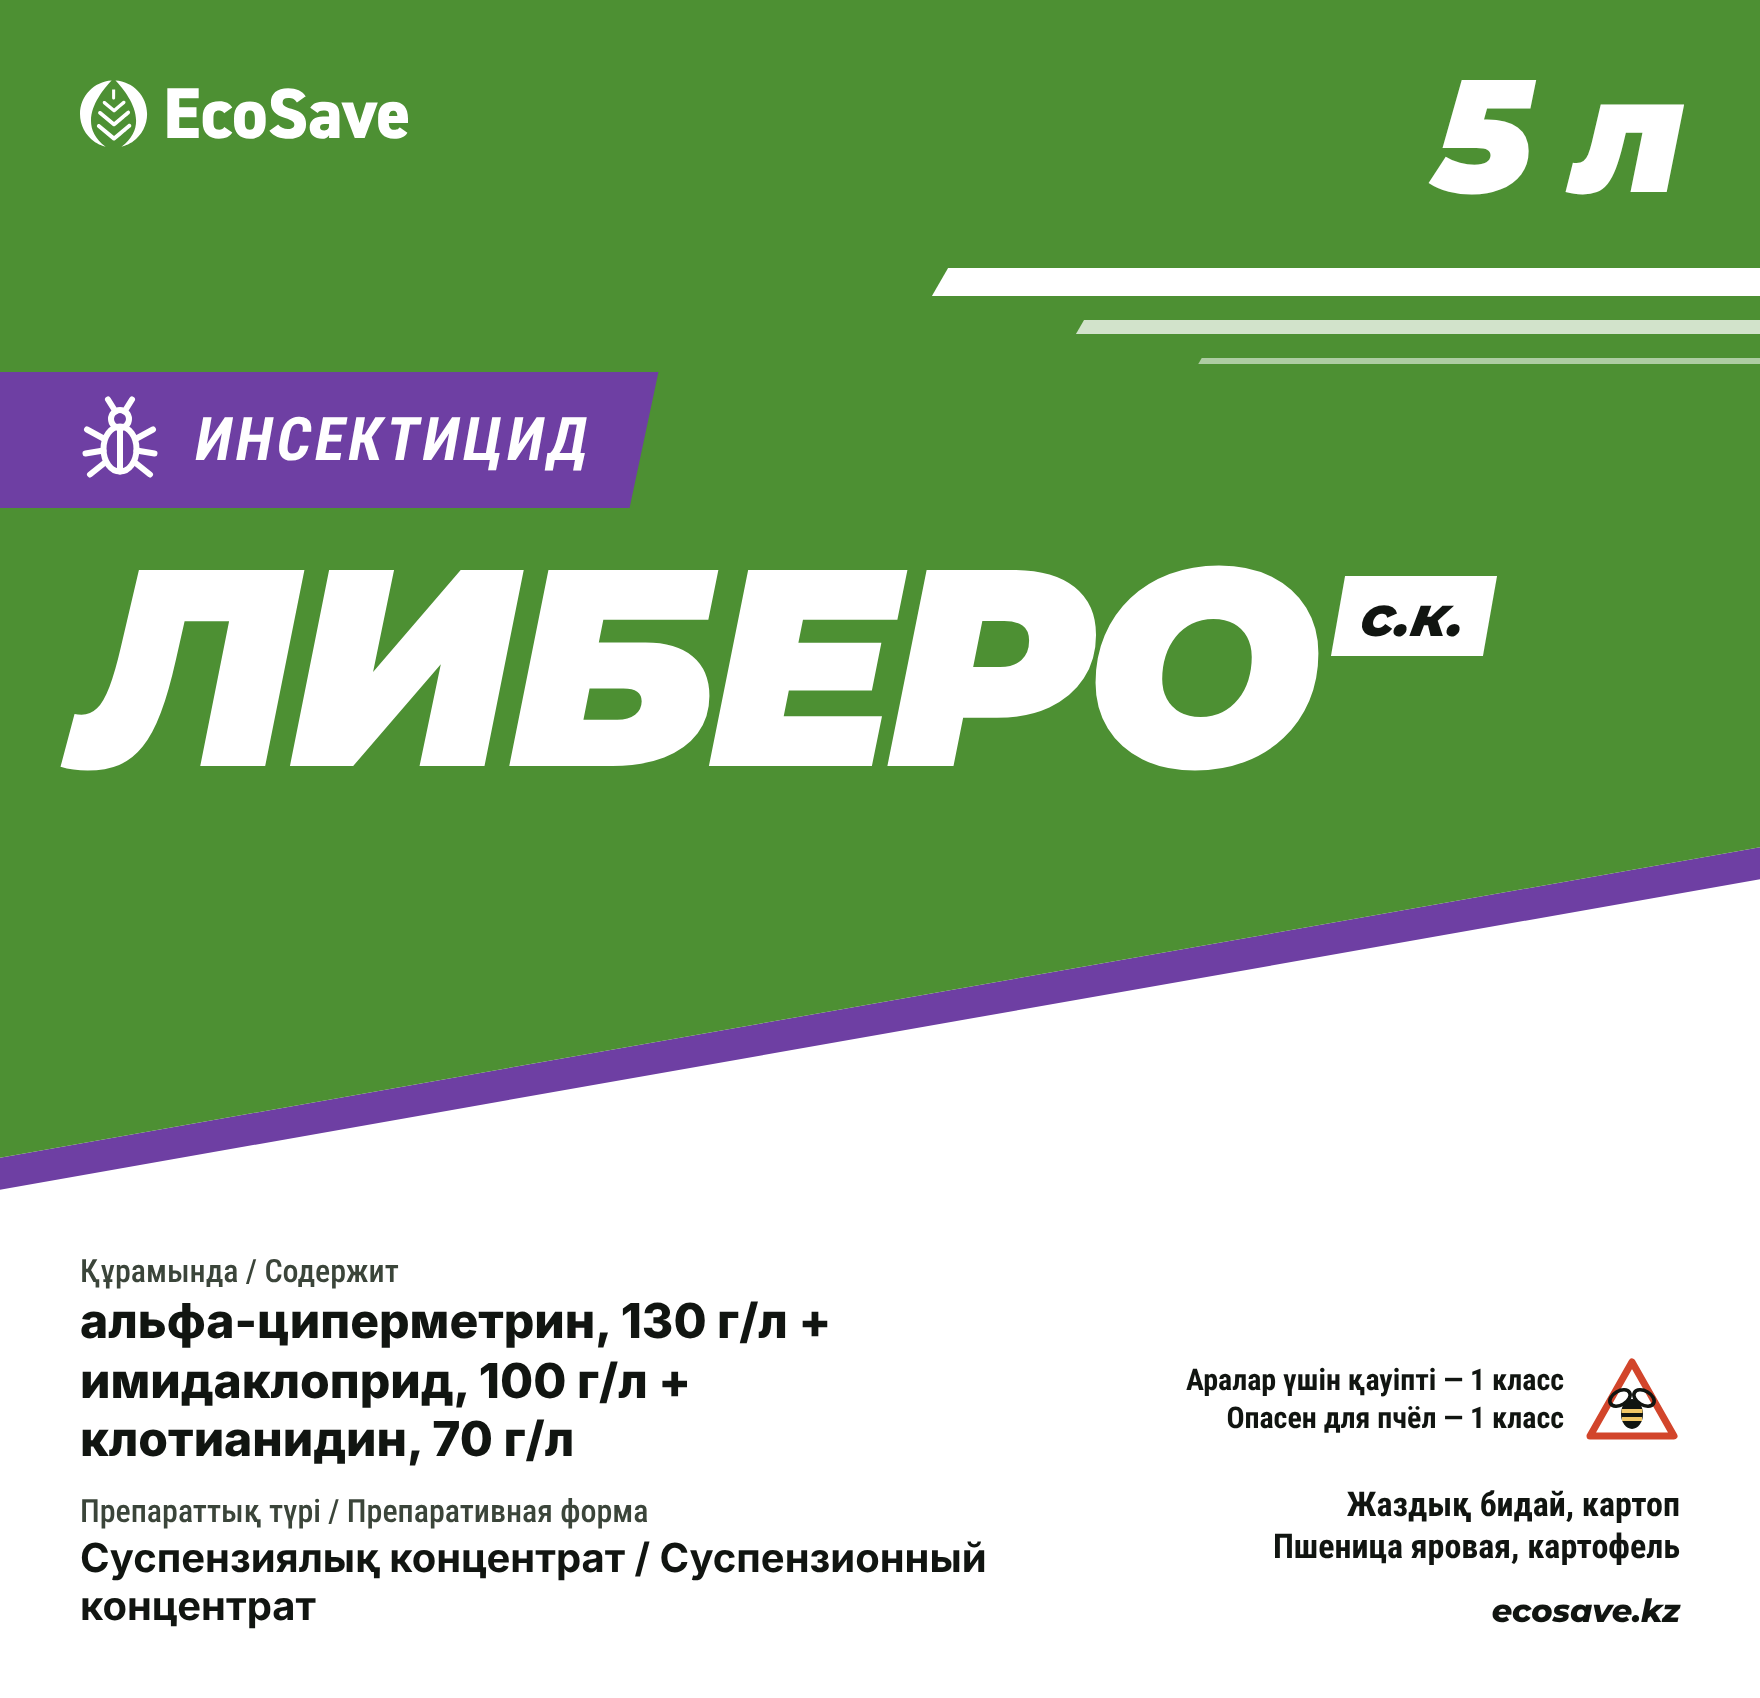 EcoSave
5 л
ИНСЕКТИЦИД
ЛИБЕРО с.к.
Құрамында / Содержит
альфа-циперметрин, 130 г/л +
имидаклоприд, 100 г/л +
клотианидин, 70 г/л
Препараттық түрі / Препаративная форма
Суспензиялық концентрат / Суспензионный
концентрат
Аралар үшін қауіпті – 1 класс
Опасен для пчёл – 1 класс
Жаздық бидай, картоп
Пшеница яровая, картофель
ecosave.kz